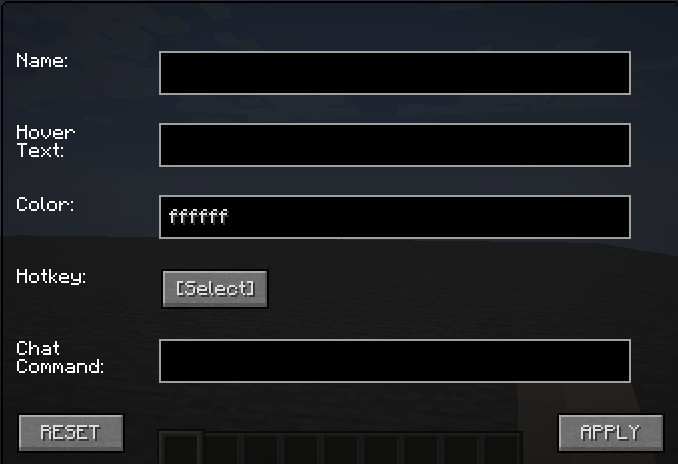 Name:
Hover
Text:
Color:
ffffff
Hotkey:
[Select]
Chat
Command:
RESET
APPLY